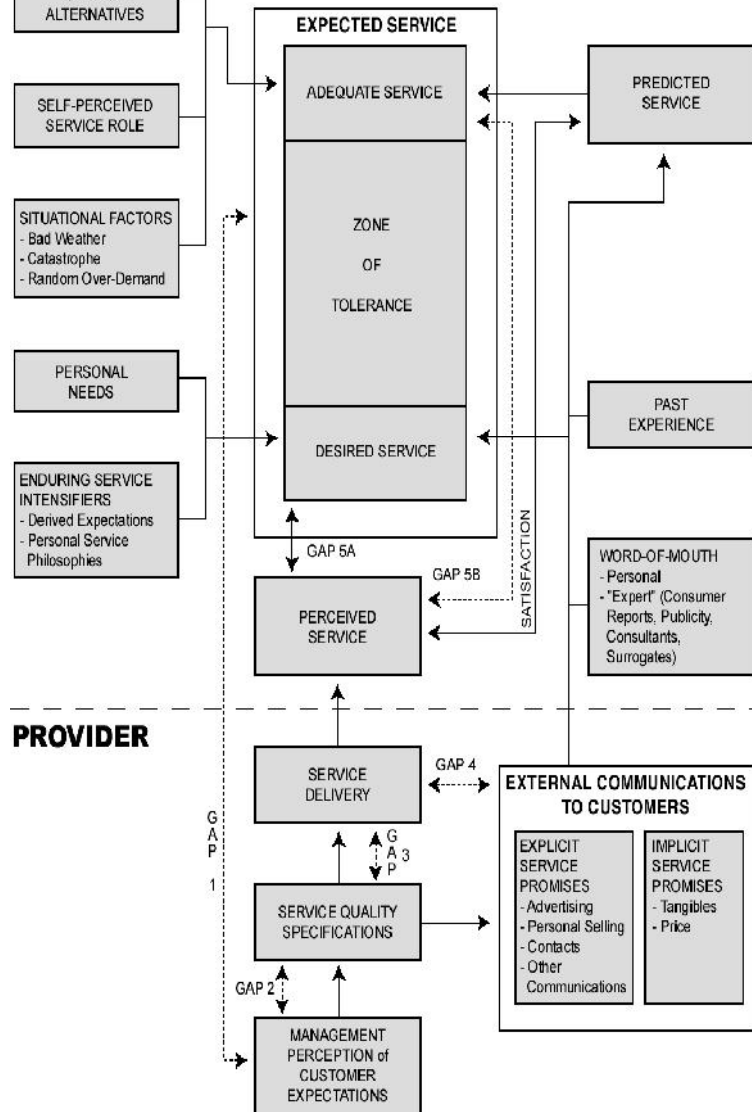 ALTERNATIVES
SELF-PERCEIVED
SERVICE ROLE
SITUATIONAL FACTORS
- Bad Weather
- Catastrophe
- Random Over-Demand
PERSONAL
NEEDS
ENDURING SERVICE
INTENSIFIERS
- Derived Expectations
- Personal Service
Philosophies
EXPECTED SERVICE
ADEQUATE SERVICE
ZONE
OF
TOLERANCE
DESIRED SERVICE
GAP 5A
GAP 5B
SATISFACTION
PERCEIVED
SERVICE
PREDICTED
SERVICE
PAST
EXPERIENCE
WORD-OF-MOUTH
- Personal
- "Expert" (Consumer
Reports, Publicity,
Consultants,
Surrogates)
PROVIDER
SERVICE
DELIVERY
GAP 4
GAP 1
GAP 3
SERVICE QUALITY
SPECIFICATIONS
GAP 2
MANAGEMENT
PERCEPTION of
CUSTOMER
EXPECTATIONS
EXTERNAL COMMUNICATIONS
TO CUSTOMERS
EXPLICIT
SERVICE
PROMISES
- Advertising
- Personal Selling
- Contacts
- Other
Communications
IMPLICIT
SERVICE
PROMISES
- Tangibles
- Price